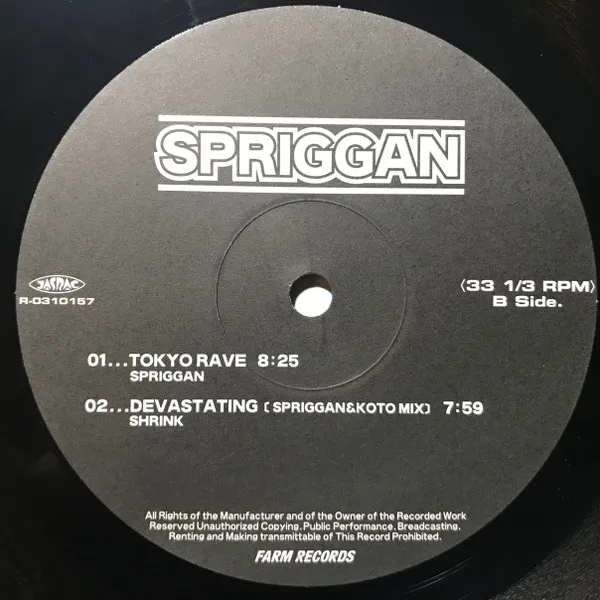 SPRIGGAN
JASRAC
R-0310157
〈33 1/3 RPM〉
B Side.
01...TOKYO RAVE 8:25
SPRIGGAN
02...DEVASTATING〔SPRIGGAN&KOTO MIX〕 7:59
SHRINK
All Rights of the Manufacturer and of the Owner of the Recorded Work
Reserved Unauthorized Copying, Public Performance, Breadcasting,
Renting and Making transmittable of This Record Prohibited.
FARM RECORDS